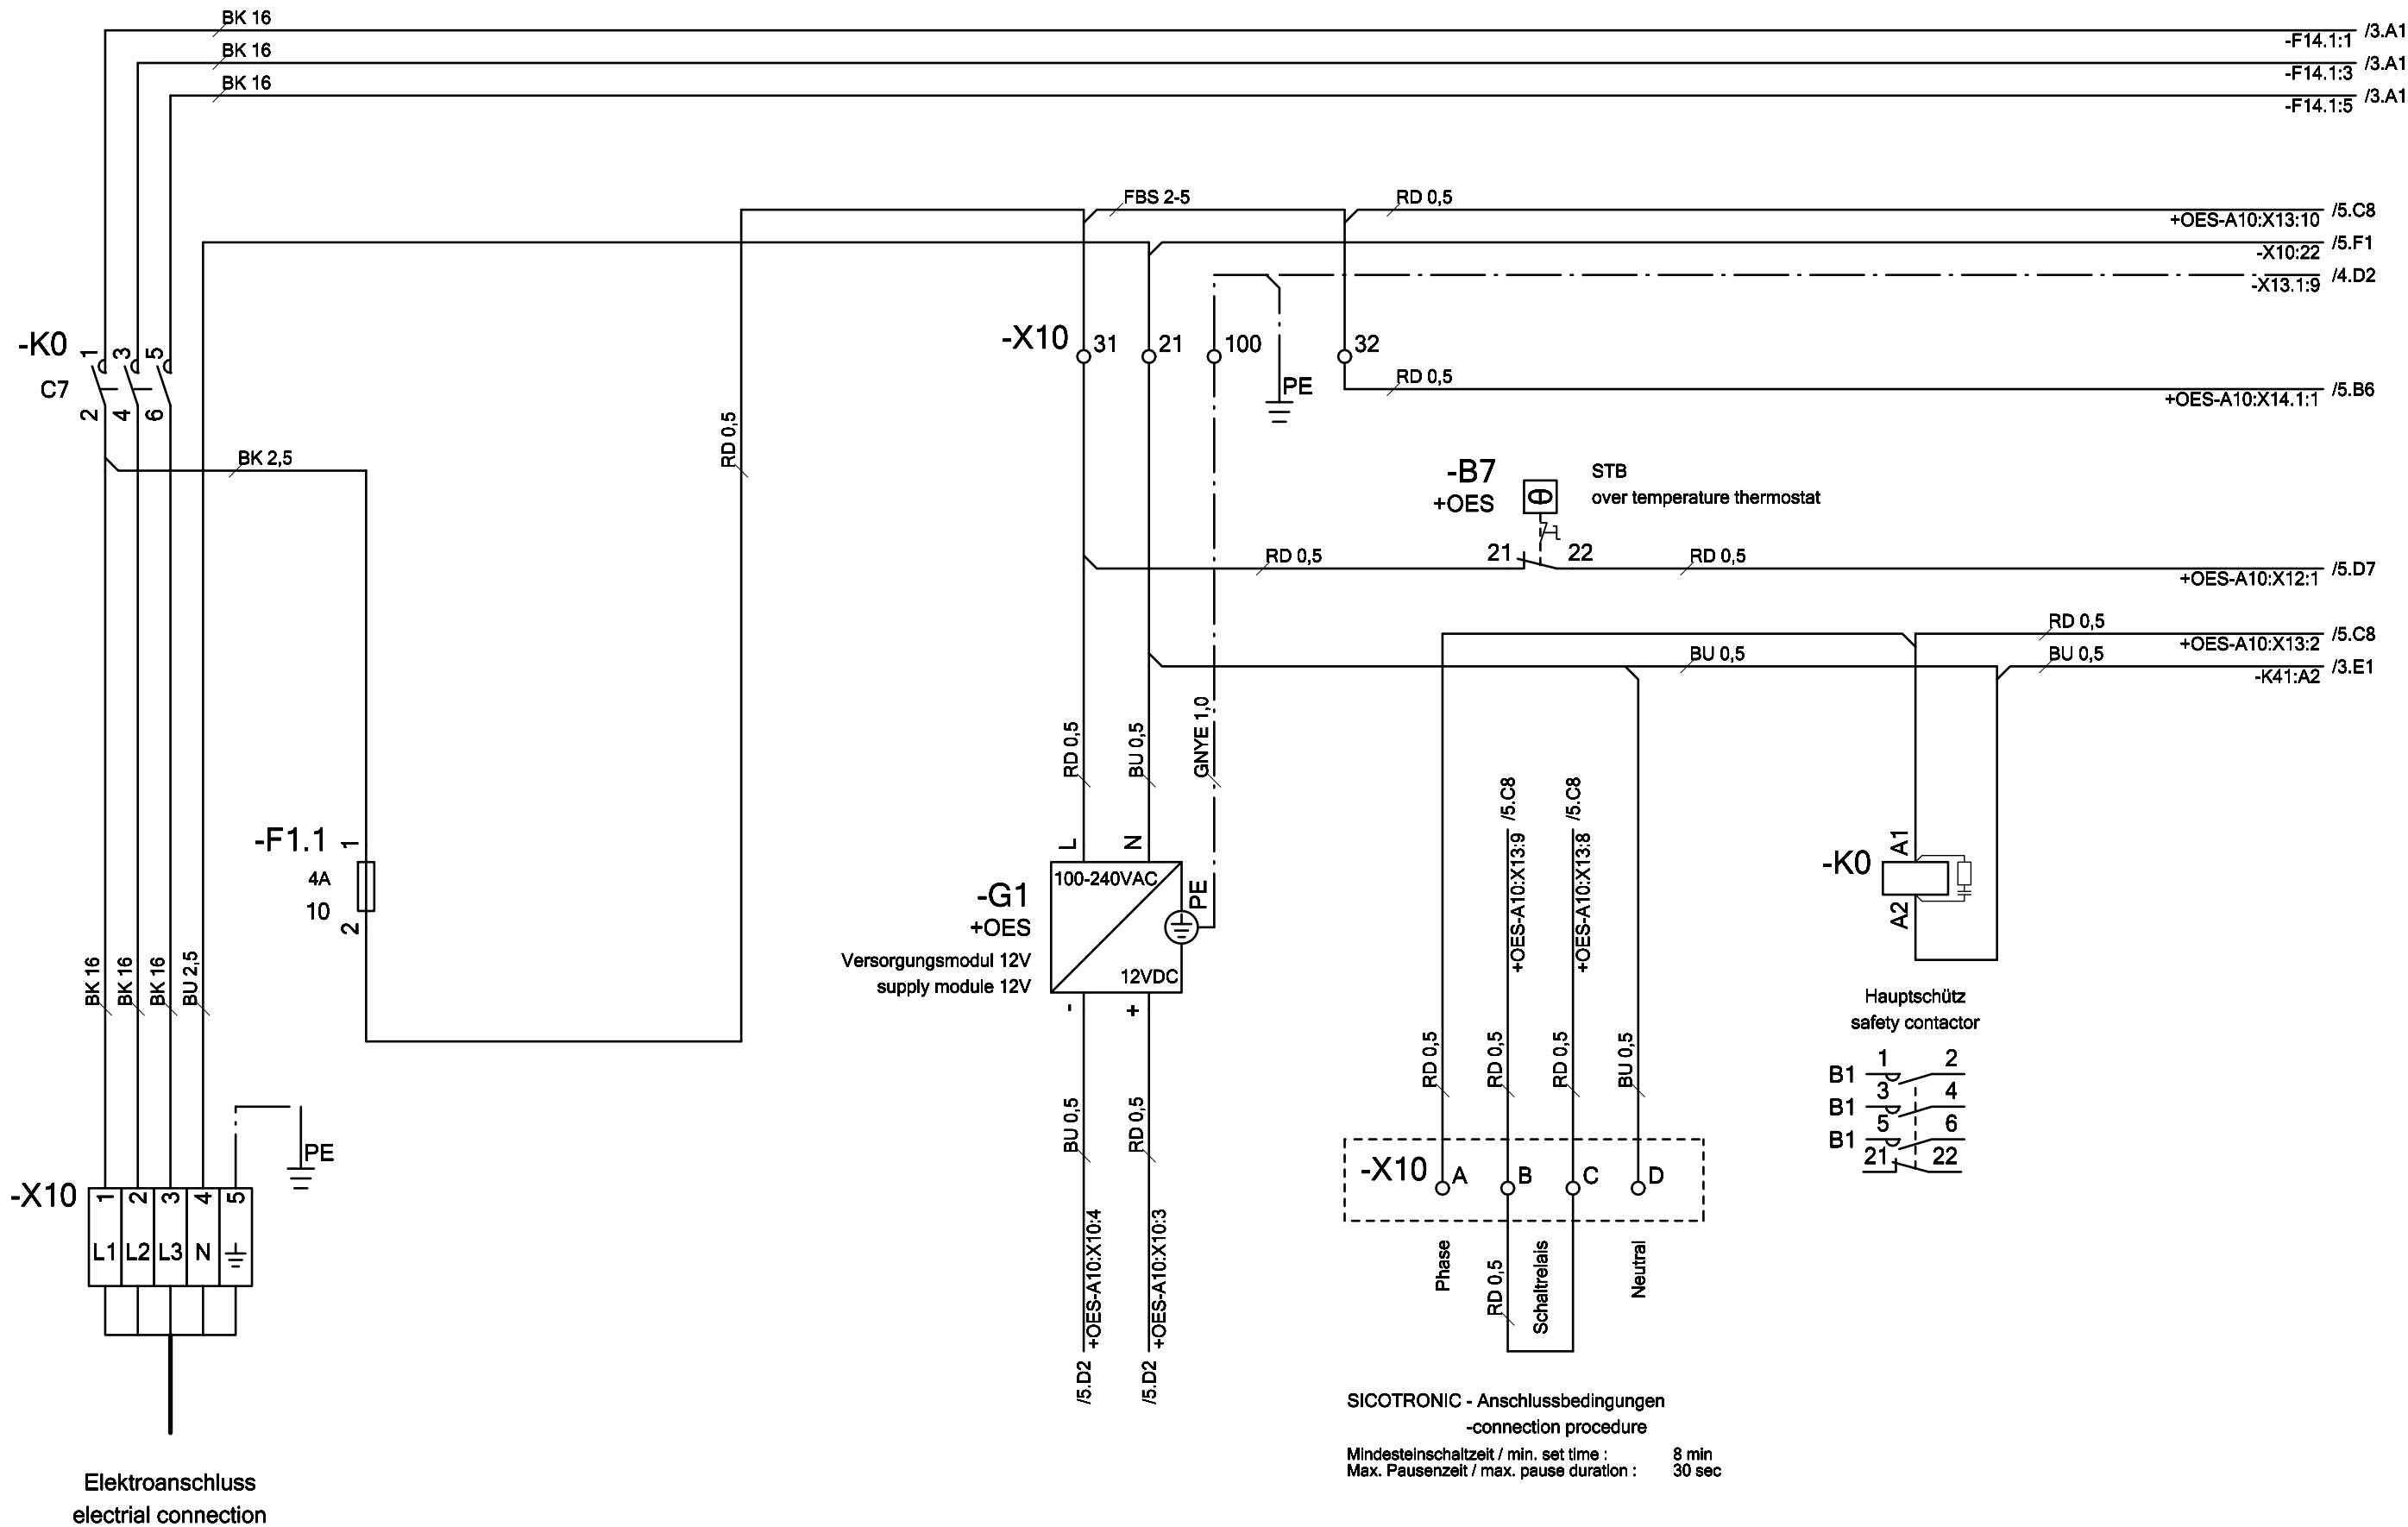 BK 16
/3.A1
-F14.1:1
BK 16
/3.A1
-F14.1:3
BK 16
/3.A1
-F14.1:5
FBS 2-5
RD 0,5
/5.C8
+OES-A10:X13:10
/5.F1
-X10:22
/4.D2
-X13.1:9
-K0
C7
1
3
5
2
4
6
-X10
31
21
100
32
PE
RD 0,5
/5.B6
+OES-A10:X14.1:1
BK 2,5
RD 0,5
-B7
+OES
STB
over temperature thermostat
RD 0,5
21
22
RD 0,5
/5.D7
+OES-A10:X12:1
RD 0,5
/5.C8
+OES-A10:X13:2
BU 0,5
BU 0,5
/3.E1
-K41:A2
RD 0,5
BU 0,5
GNYE 1,0
-F1.1
4A
10
1
2
L
N
100-240VAC
12VDC
PE
-G1
+OES
Versorgungsmodul 12V
supply module 12V
-
+
/5.C8
/5.C8
+OES-A10:X13:9
+OES-A10:X13:8
-K0
A1
A2
Hauptschütz
safety contactor
1
2
B1
3
4
B1
5
6
B1
21
22
BK 16
BK 16
BK 16
BU 2,5
PE
-X10
1
2
3
4
5
L1
L2
L3
N
BU 0,5
RD 0,5
+OES-A10:X10:4
+OES-A10:X10:3
/5.D2
/5.D2
RD 0,5
RD 0,5
RD 0,5
BU 0,5
-X10
A
B
C
D
Phase
RD 0,5
Schaltrelais
Neutral
SICOTRONIC - Anschlussbedingungen
-connection procedure
Mindesteinschaltzeit / min. set time : 8 min
Max. Pausenzeit / max. pause duration : 30 sec
Elektroanschluss
electrial connection